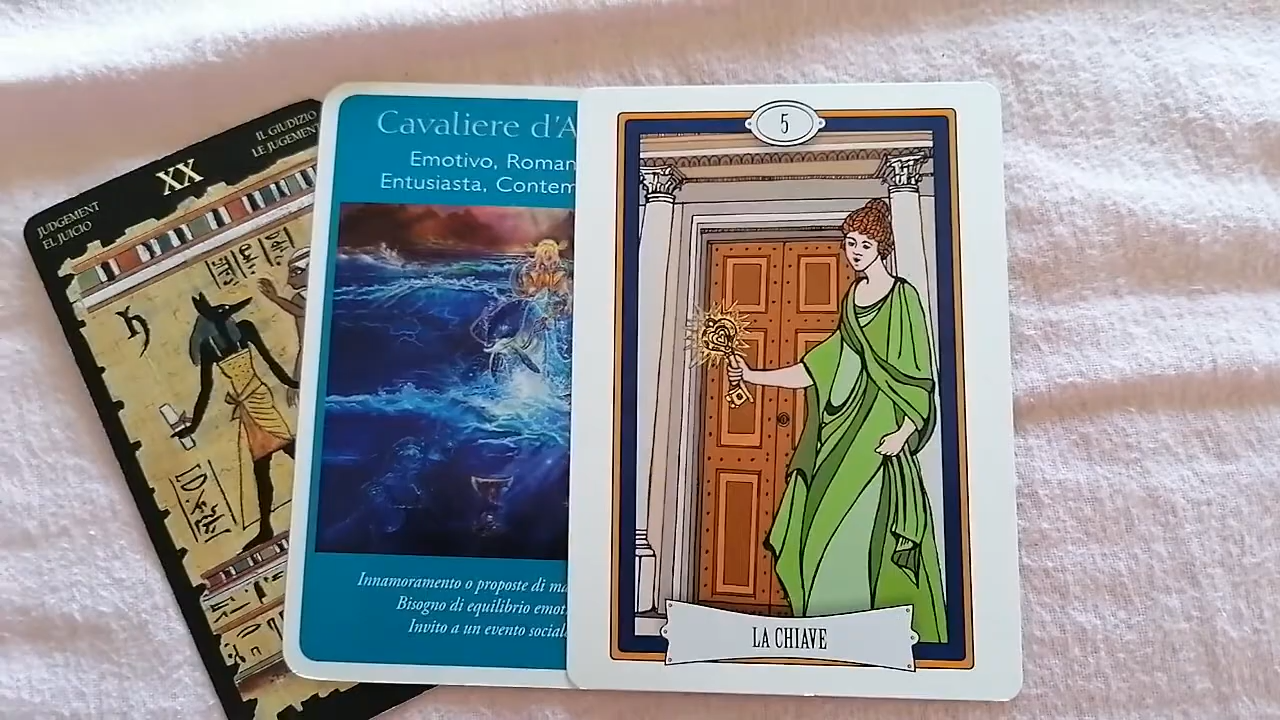 XX
IL GIUDIZIO
LE JUGEMENT
JUDGEMENT
EL JUICIO
Cavaliere d'A
Emotivo, Roman
Entusiasta, Contem
Innamoramento o proposte di ma
Bisogno di equilibrio emot
Invito a un evento social
5
LA CHIAVE